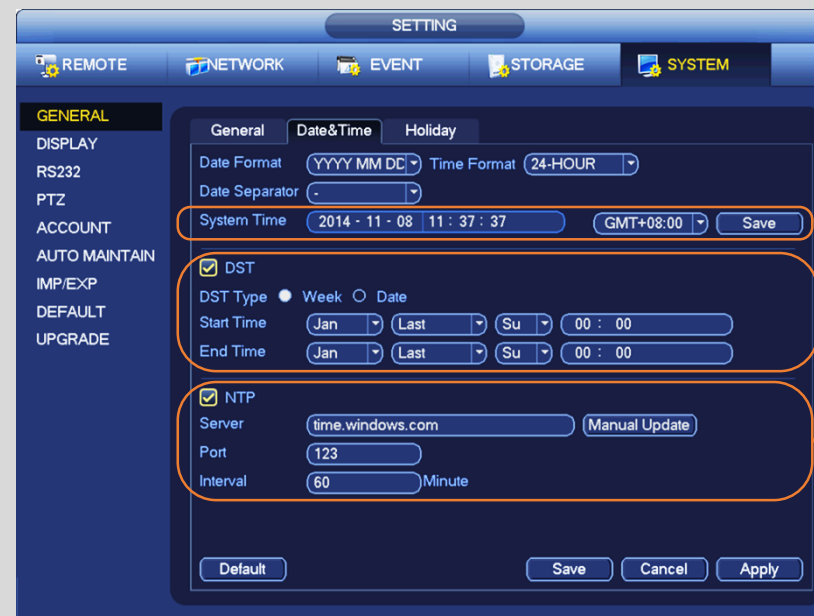 SETTING
REMOTE NETWORK EVENT STORAGE SYSTEM
GENERAL
DISPLAY
RS232
PTZ
ACCOUNT
AUTO MAINTAIN
IMP/EXP
DEFAULT
UPGRADE
General Date&Time Holiday
Date Format YYYY MM DD Time Format 24-HOUR
Date Separator -
System Time 2014 - 11 - 08 11 : 37 : 37 GMT+08:00 Save
DST
DST Type Week Date
Start Time Jan Last Su 00 : 00
End Time Jan Last Su 00 : 00
NTP
Server time.windows.com Manual Update
Port 123
Interval 60 Minute
Default Save Cancel Apply